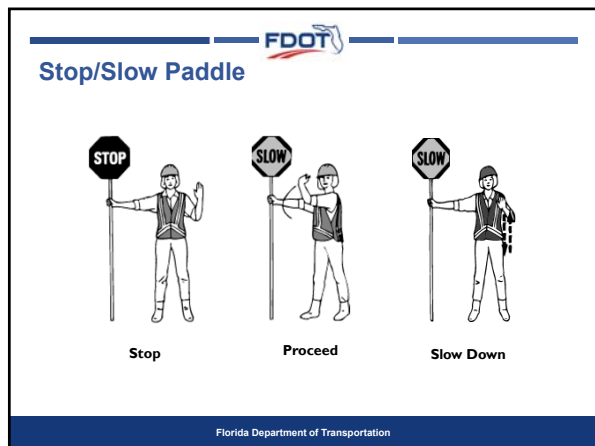 FDOT
Stop/Slow Paddle
STOP
SLOW
SLOW
Stop
Proceed
Slow Down
Florida Department of Transportation